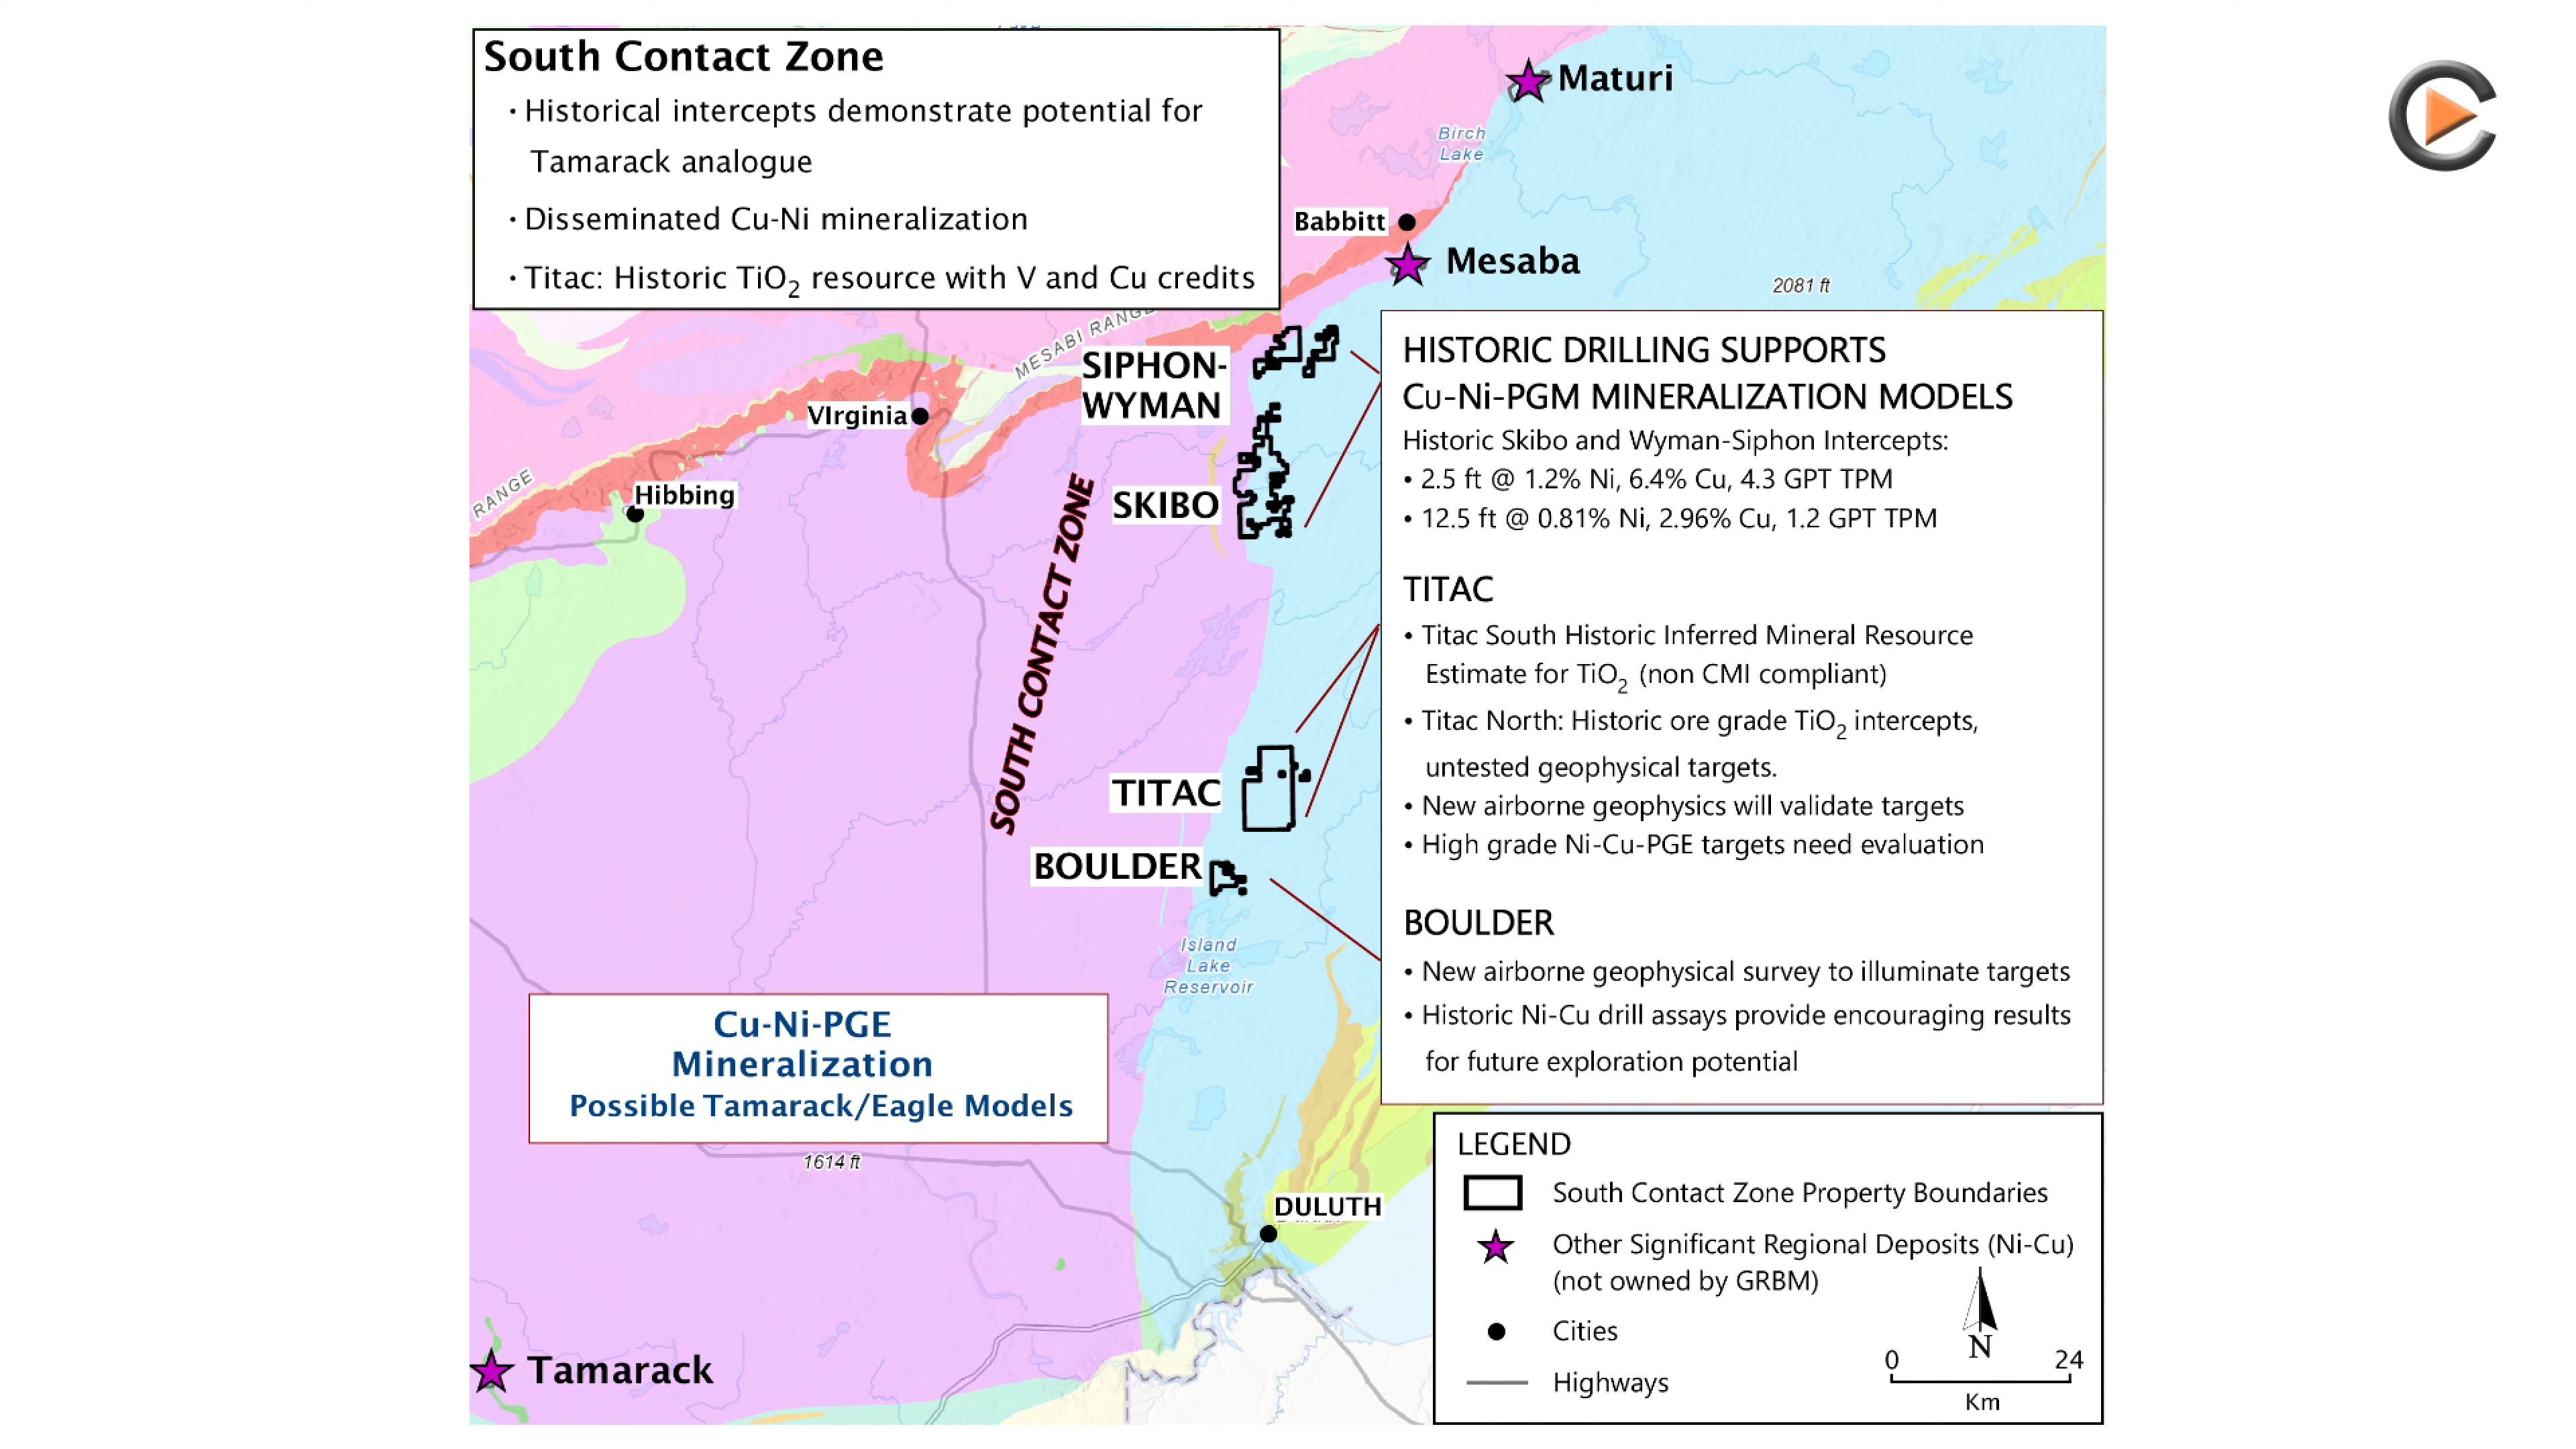 South Contact Zone
· Historical intercepts demonstrate potential for
Tamarack analogue
· Disseminated Cu-Ni mineralization
· Titac: Historic TiO2 resource with V and Cu credits
Maturi
Birch
Lake
Babbitt
Mesaba
2081 ft
MESABI RANGE
SIPHON-
WYMAN
VIrginia
RANGE
Hibbing
SKIBO
SOUTH CONTACT ZONE
TITAC
BOULDER
Island
Lake
Reservoir
HISTORIC DRILLING SUPPORTS
Cu-Ni-PGM MINERALIZATION MODELS
Historic Skibo and Wyman-Siphon Intercepts:
• 2.5 ft @ 1.2% Ni, 6.4% Cu, 4.3 GPT TPM
• 12.5 ft @ 0.81% Ni, 2.96% Cu, 1.2 GPT TPM
TITAC
• Titac South Historic Inferred Mineral Resource
Estimate for TiO2 (non CMI compliant)
• Titac North: Historic ore grade TiO2 intercepts,
untested geophysical targets.
• New airborne geophysics will validate targets
• High grade Ni-Cu-PGE targets need evaluation
BOULDER
• New airborne geophysical survey to illuminate targets
• Historic Ni-Cu drill assays provide encouraging results
for future exploration potential
Cu-Ni-PGE
Mineralization
Possible Tamarack/Eagle Models
1614 ft
DULUTH
Tamarack
LEGEND
South Contact Zone Property Boundaries
Other Significant Regional Deposits (Ni-Cu)
(not owned by GRBM)
Cities
Highways
N
0 24
Km